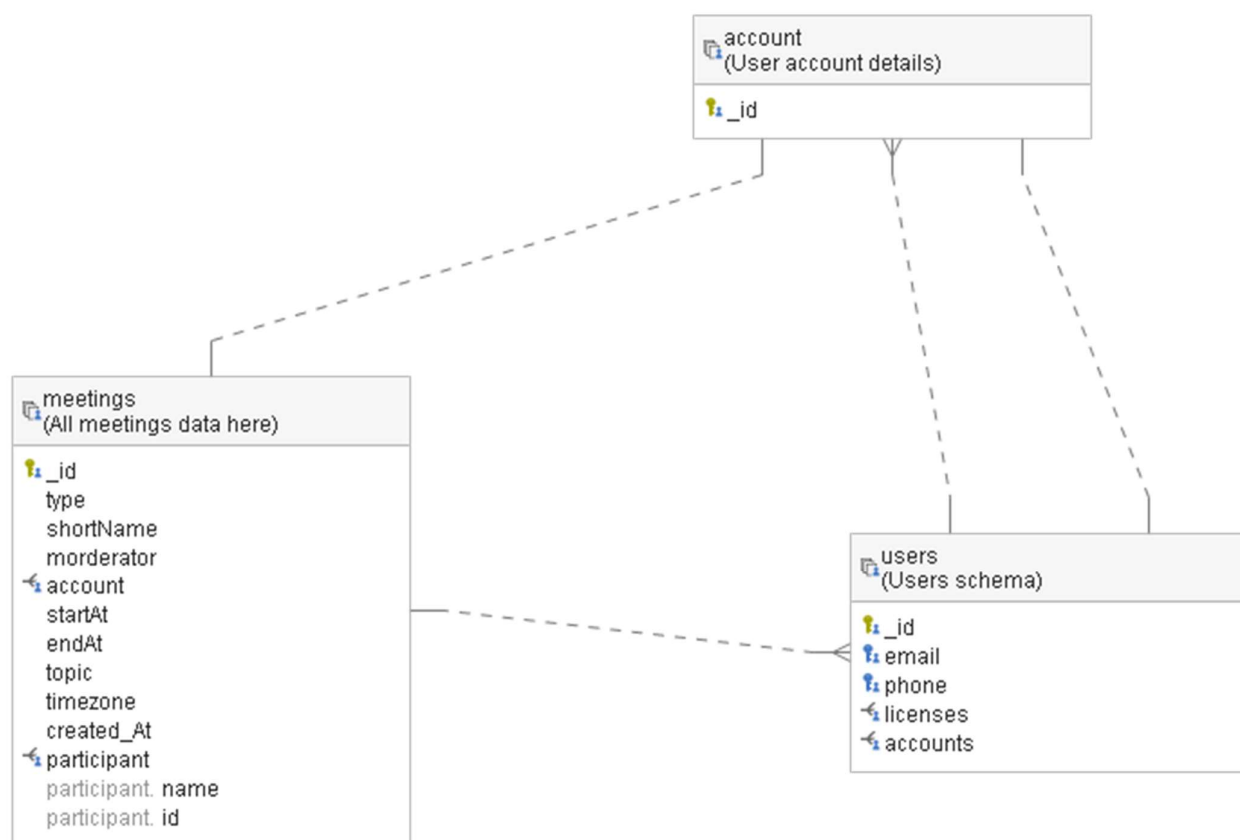 account
(User account details)
_id
meetings
(All meetings data here)
_id
type
shortName
morderator
account
startAt
endAt
topic
timezone
created_At
participant
participant. name
participant. id
users
(Users schema)
_id
email
phone
licenses
accounts